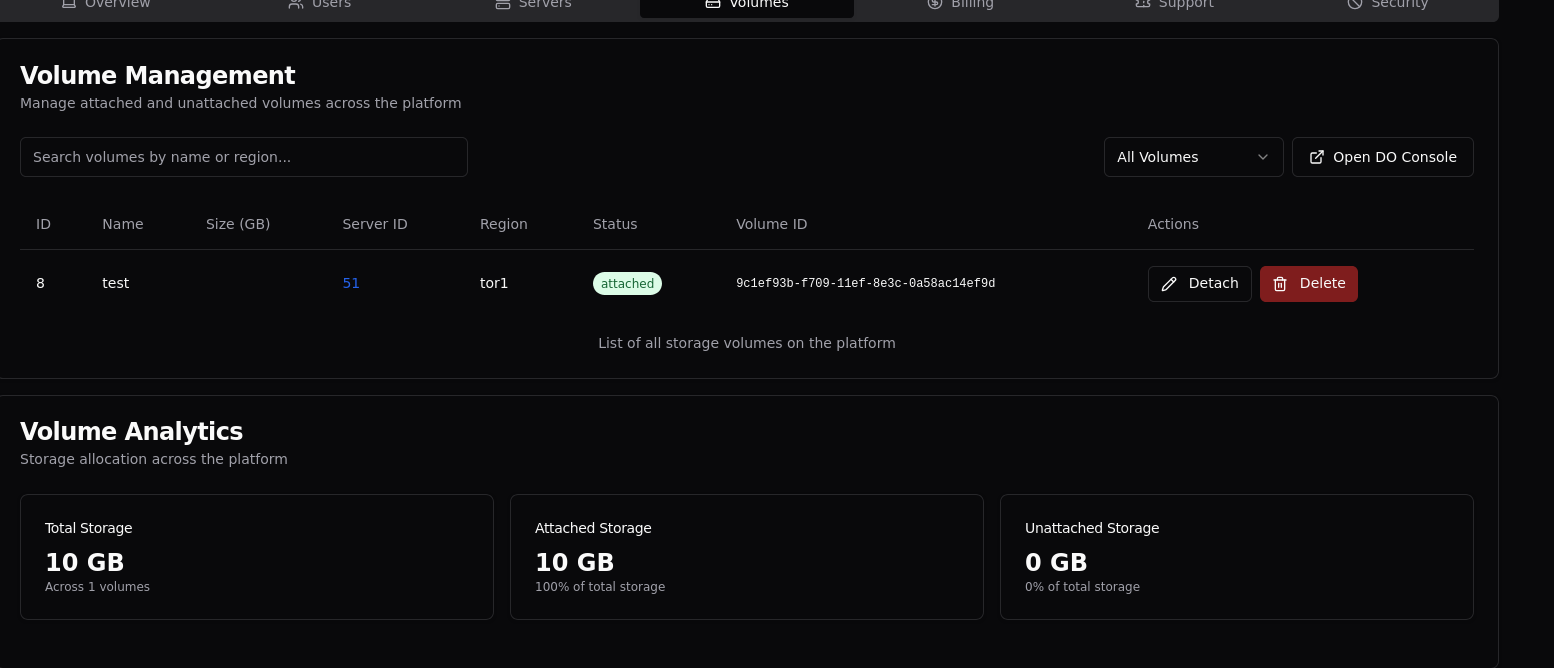 Overview Users Servers Volumes Billing Support Security
Volume Management
Manage attached and unattached volumes across the platform
Search volumes by name or region... All Volumes Open DO Console
ID Name Size (GB) Server ID Region Status Volume ID Actions
8 test 51 tor1 attached 9c1ef93b-f709-11ef-8e3c-0a58ac14ef9d Detach Delete
List of all storage volumes on the platform
Volume Analytics
Storage allocation across the platform
Total Storage Attached Storage Unattached Storage
10 GB 10 GB 0 GB
Across 1 volumes 100% of total storage 0% of total storage